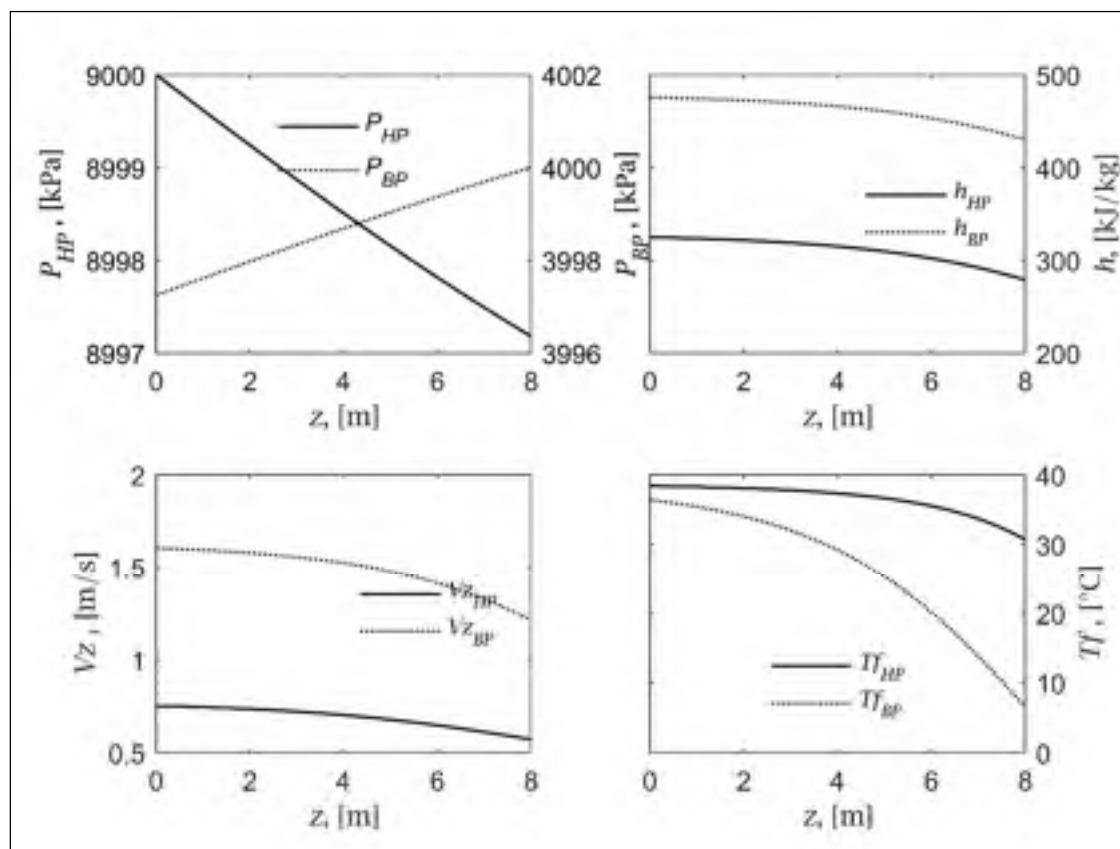 9000
8999
8998
8997
P_HP, [kPa]
P_HP
P_BP
4002
4000
3998
3996
P_BP, [kPa]
0 2 4 6 8
z, [m]
h_HP
h_BP
500
400
300
200
h, [kJ/kg]
0 2 4 6 8
z, [m]
2
1.5
1
0.5
Vz, [m/s]
Vz_HP
Vz_BP
0 2 4 6 8
z, [m]
Tf_HP
Tf_BP
40
30
20
10
0
Tf, [°C]
0 2 4 6 8
z, [m]